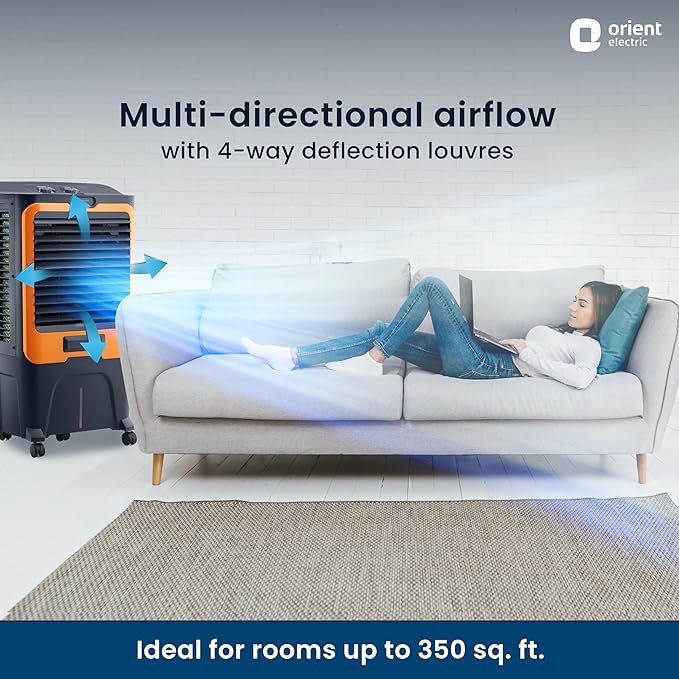 orient
electric
Multi-directional airflow
with 4-way deflection louvres
Ideal for rooms up to 350 sq. ft.